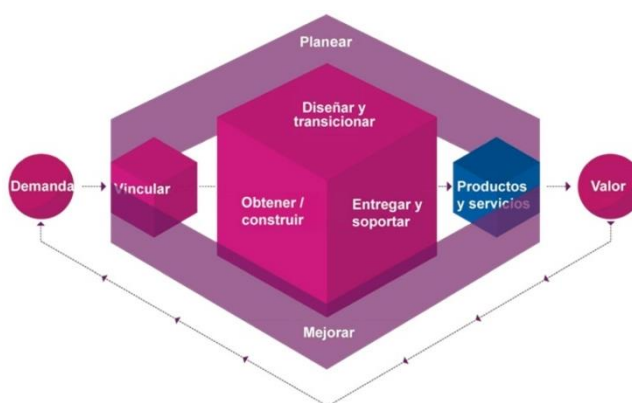 Planear
Diseñar y
transicionar
Demanda
Vincular
Obtener /
construir
Entregar y
soportar
Productos
y servicios
Valor
Mejorar